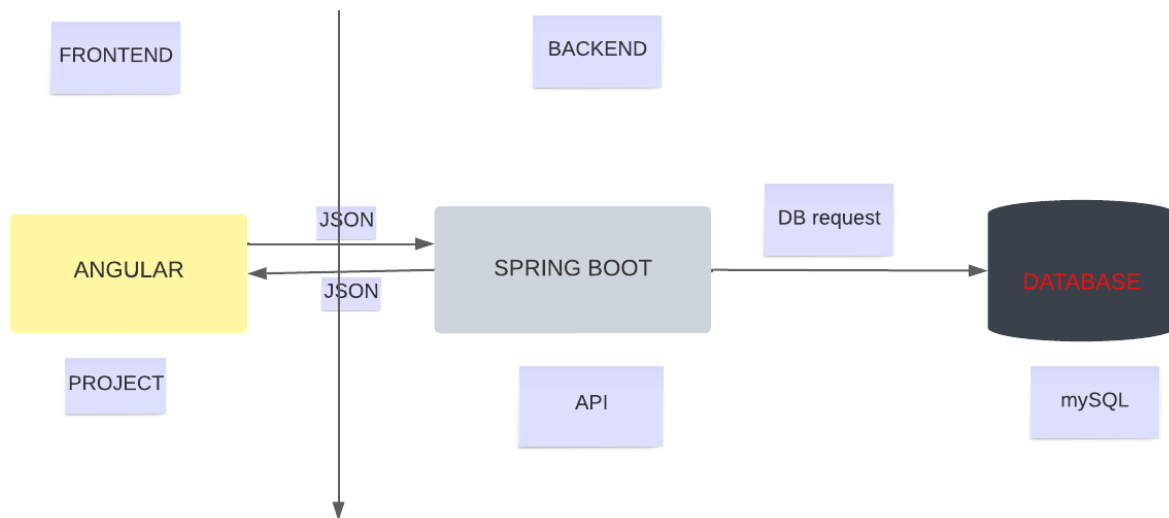 FRONTEND
BACKEND
DB request
JSON
ANGULAR
SPRING BOOT
DATABASE
JSON
PROJECT
API
mySQL